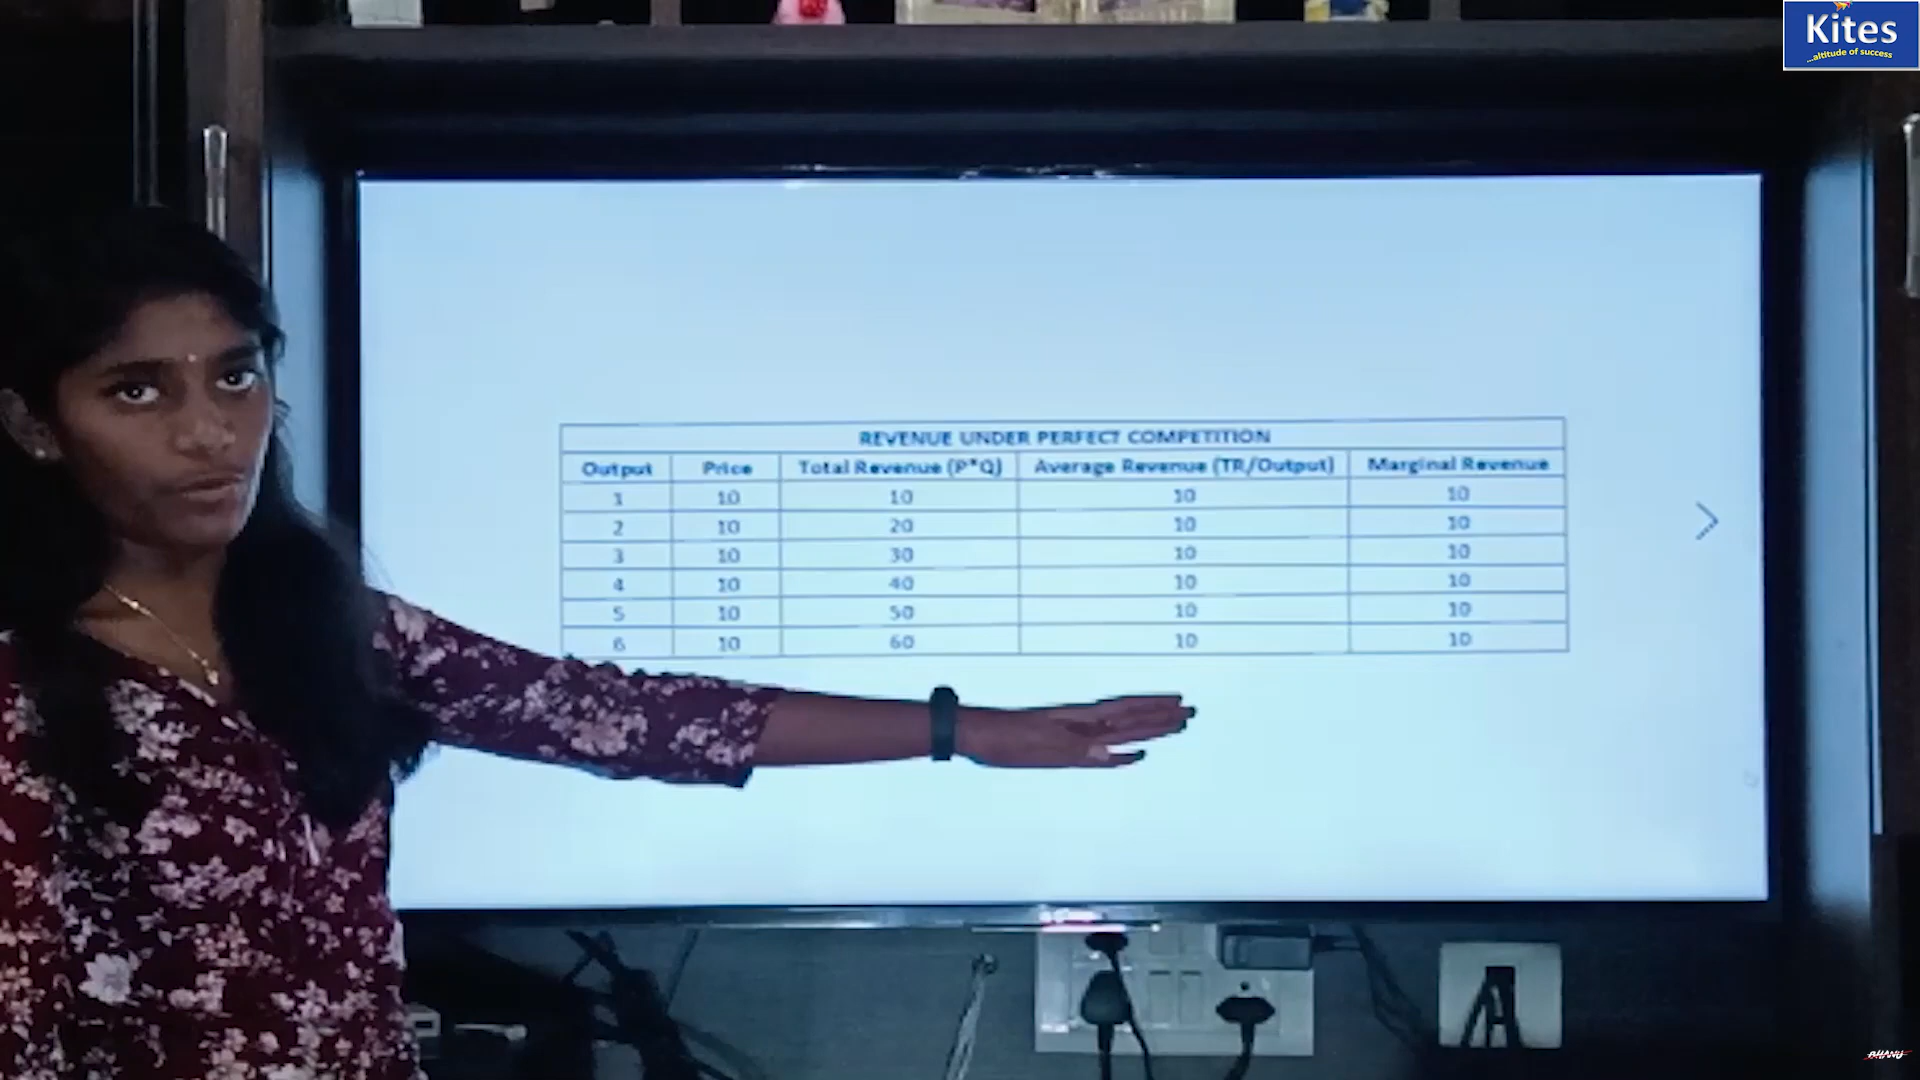 Kites
...altitude of success
REVENUE UNDER PERFECT COMPETITION
Output Price Total Revenue (P*Q) Average Revenue (TR/Output) Marginal Revenue
1 10 10 10 10
2 10 20 10 10
3 10 30 10 10
4 10 40 10 10
5 10 50 10 10
6 10 60 10 10
BHANU